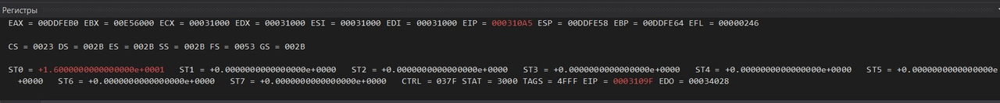 Регистры
EAX = 00DDFEB0 EBX = 00E56000 ECX = 00031000 EDX = 00031000 ESI = 00031000 EDI = 00031000 EIP = 000310A5 ESP = 00DDFE58 EBP = 00DDFE64 EFL = 00000246
CS = 0023 DS = 002B ES = 002B SS = 002B FS = 0053 GS = 002B
ST0 = +1.6000000000000000e+0001 ST1 = +0.0000000000000000e+0000 ST2 = +0.0000000000000000e+0000 ST3 = +0.0000000000000000e+0000 ST4 = +0.0000000000000000e+0000 ST5 = +0.0000000000000000e
+0000 ST6 = +0.0000000000000000e+0000 ST7 = +0.0000000000000000e+0000 CTRL = 037F STAT = 3000 TAGS = 4FFF EIP = 0003109F EDO = 00034028